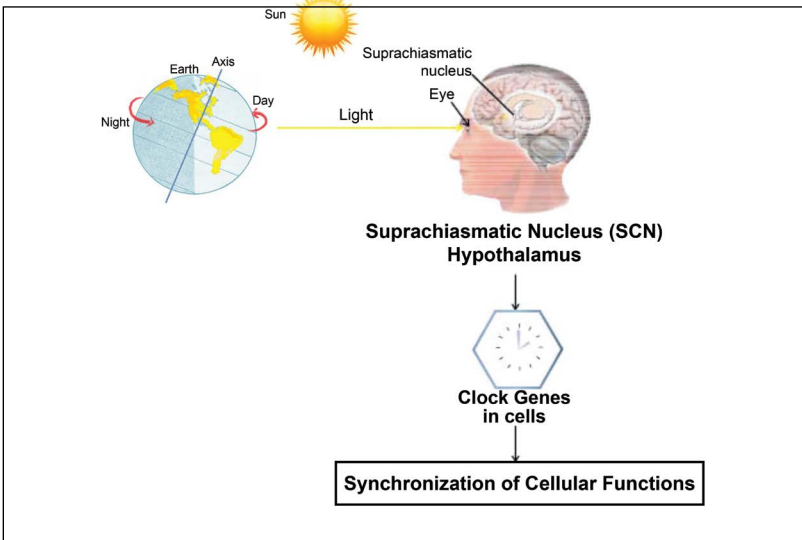 Sun
Suprachiasmatic
nucleus
Earth
Axis
Eye
Day
Night
Light
Suprachiasmatic Nucleus (SCN)
Hypothalamus
Clock Genes
in cells
Synchronization of Cellular Functions